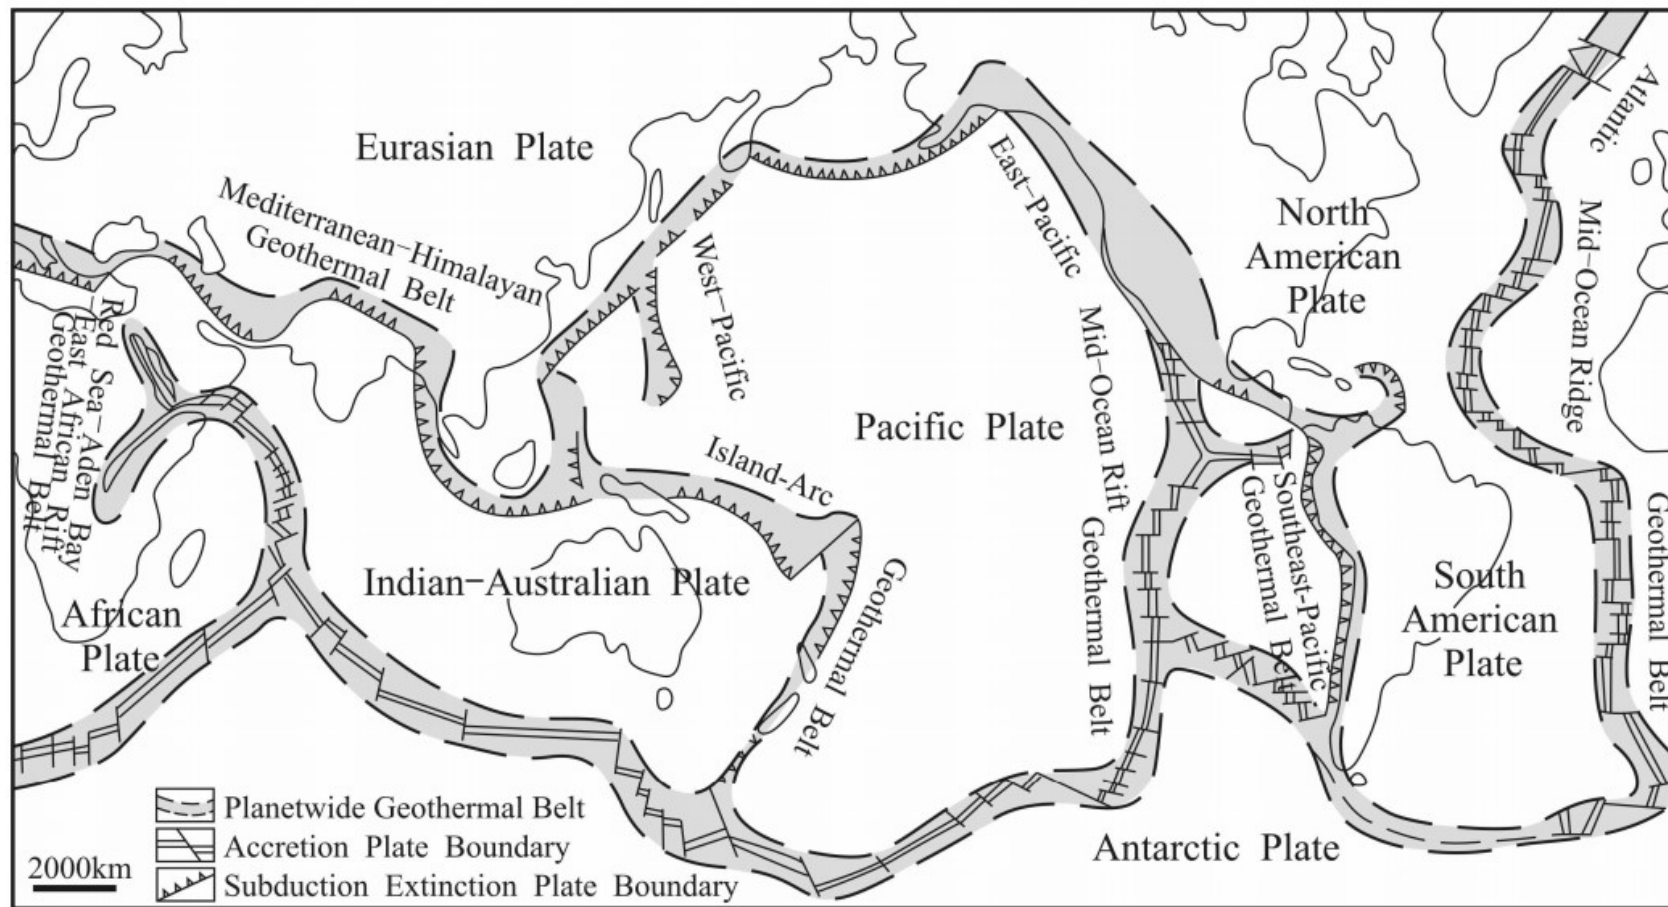 Eurasian Plate
Mediterranean-Himalayan
Geothermal Belt
Red Sea-Aden Bay
-East African Rift
Geothermal Belt
African
Plate
Indian-Australian Plate
West-Pacific
Island-Arc
Geothermal Belt
Pacific Plate
East-Pacific
Mid-Ocean Rift
Geothermal Belt
Southeast-Pacific
Geothermal Belt
North
American
Plate
South
American
Plate
Atlantic
Mid-Ocean Ridge
Geothermal Belt
Antarctic Plate
Planetwide Geothermal Belt
Accretion Plate Boundary
Subduction Extinction Plate Boundary
2000km